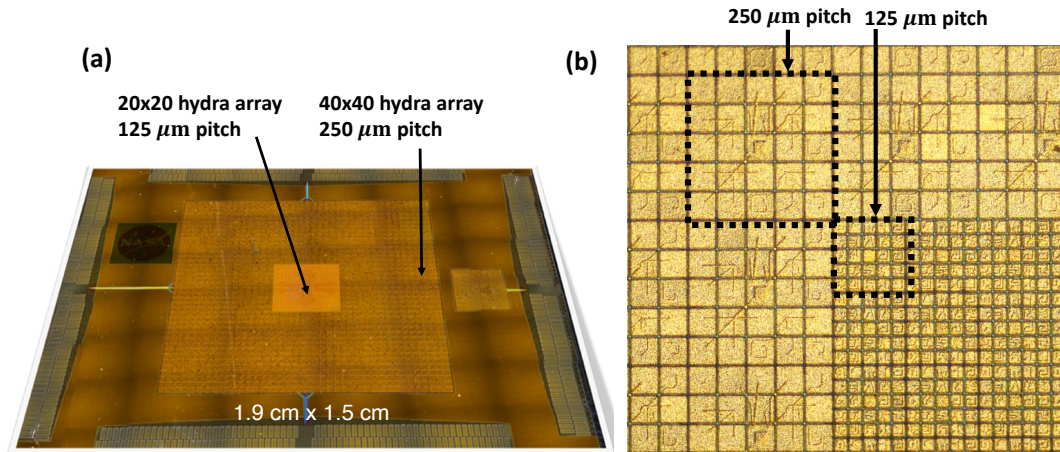 (a)
20x20 hydra array
125 μm pitch
40x40 hydra array
250 μm pitch
NASA
1.9 cm x 1.5 cm
250 μm pitch
125 μm pitch
(b)